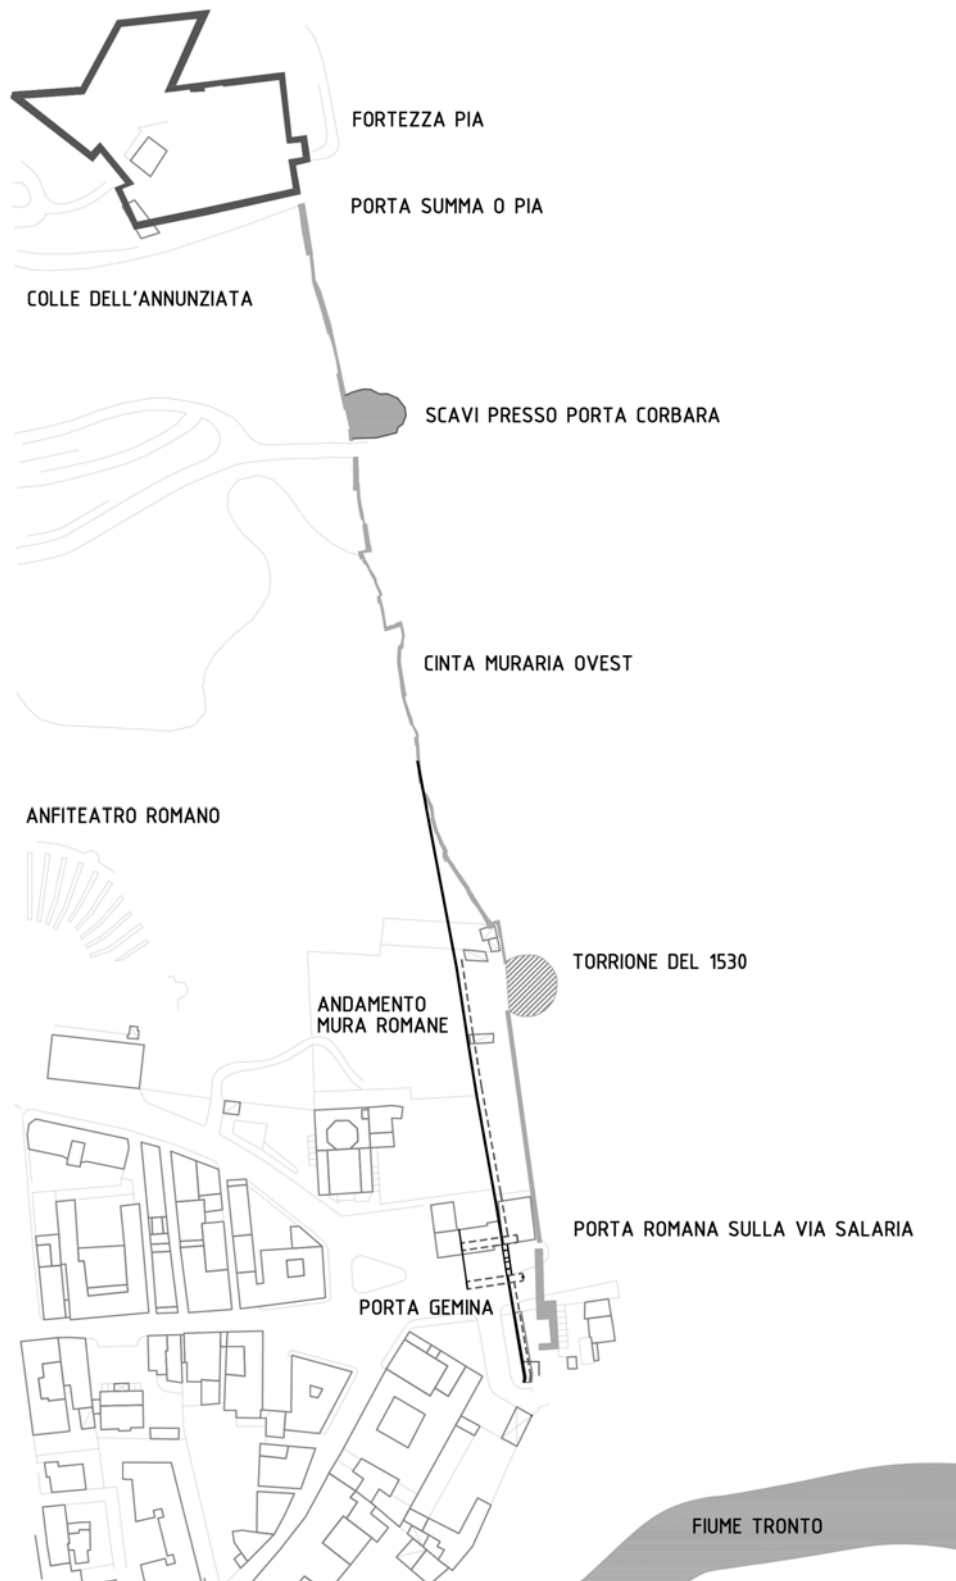 FORTEZZA PIA
PORTA SUMMA O PIA
COLLE DELL'ANNUNZIATA
SCAVI PRESSO PORTA CORBARA
CINTA MURARIA OVEST
ANFITEATRO ROMANO
TORRIONE DEL 1530
ANDAMENTO
MURA ROMANE
PORTA ROMANA SULLA VIA SALARIA
PORTA GEMINA
FIUME TRONTO